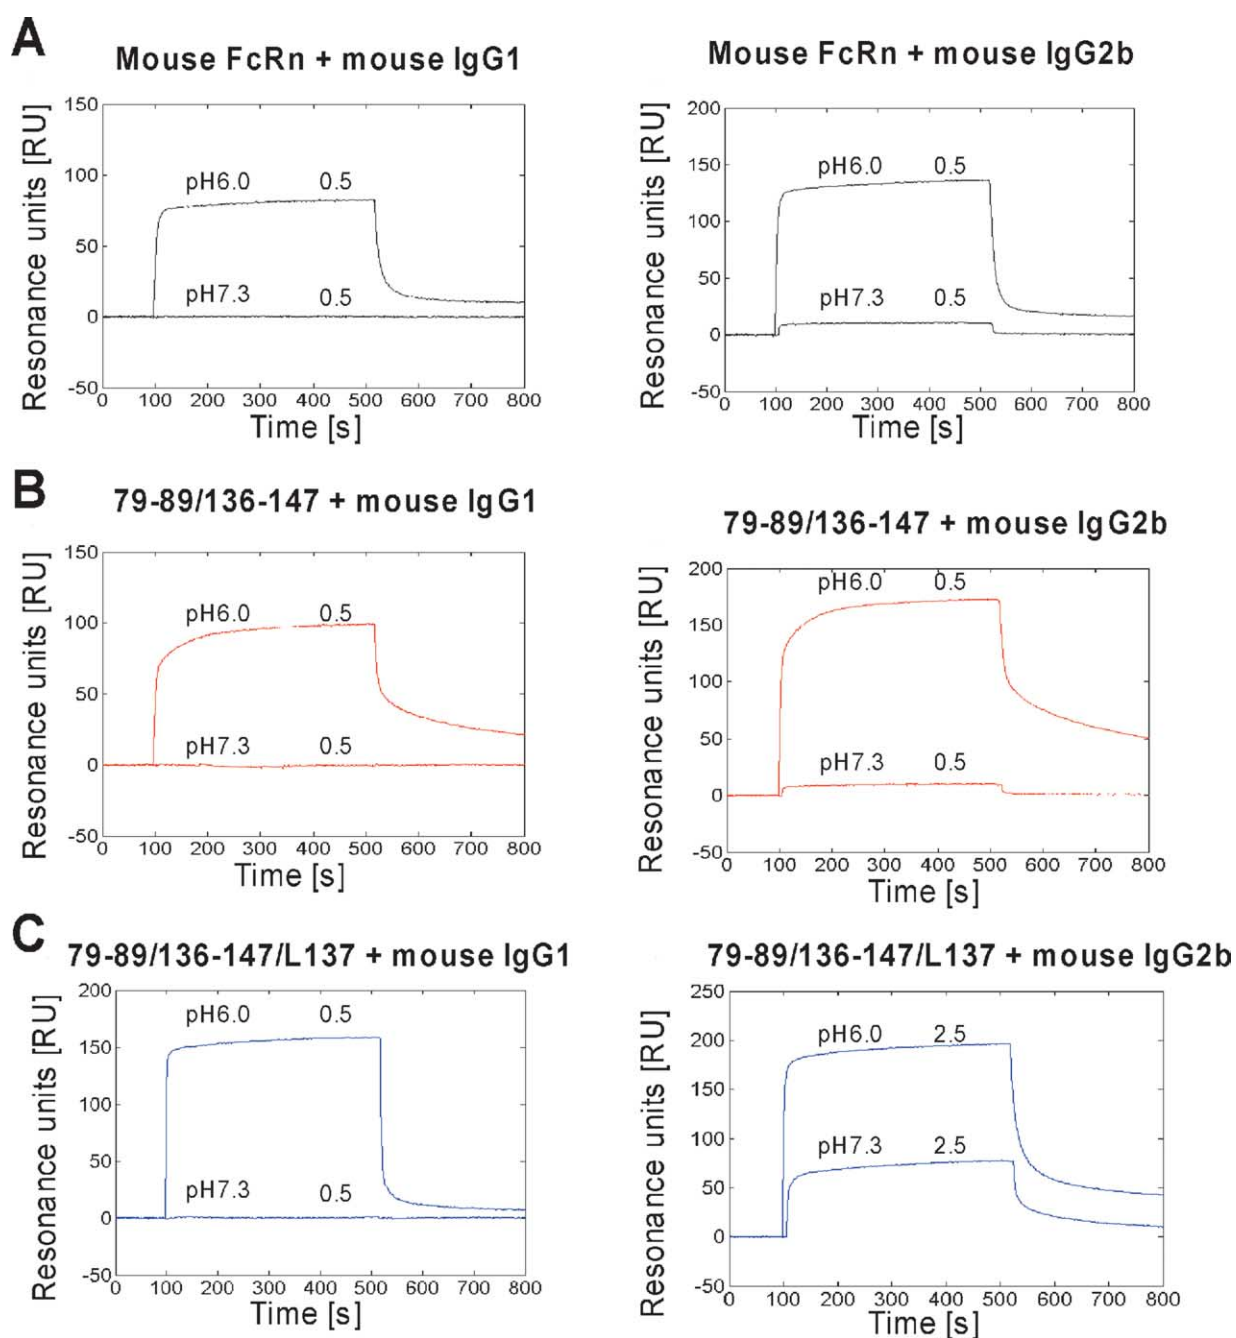 A
Mouse FcRn + mouse IgG1
Resonance units [RU]
150
100
50
0
-50
pH6.0 0.5
pH7.3 0.5
0 100 200 300 400 500 600 700 800
Time [s]
Mouse FcRn + mouse IgG2b
Resonance units [RU]
200
150
100
50
0
-50
pH6.0 0.5
pH7.3 0.5
0 100 200 300 400 500 600 700 800
Time [s]
B
79-89/136-147 + mouse IgG1
Resonance units [RU]
150
100
50
0
-50
pH6.0 0.5
pH7.3 0.5
0 100 200 300 400 500 600 700 800
Time [s]
79-89/136-147 + mouse IgG2b
Resonance units [RU]
200
150
100
50
0
-50
pH6.0 0.5
pH7.3 0.5
0 100 200 300 400 500 600 700 800
Time [s]
C
79-89/136-147/L137 + mouse IgG1
Resonance units [RU]
200
150
100
50
0
-50
pH6.0 0.5
pH7.3 0.5
0 100 200 300 400 500 600 700 800
Time [s]
79-89/136-147/L137 + mouse IgG2b
Resonance units [RU]
250
200
150
100
50
0
-50
pH6.0 2.5
pH7.3 2.5
0 100 200 300 400 500 600 700 800
Time [s]